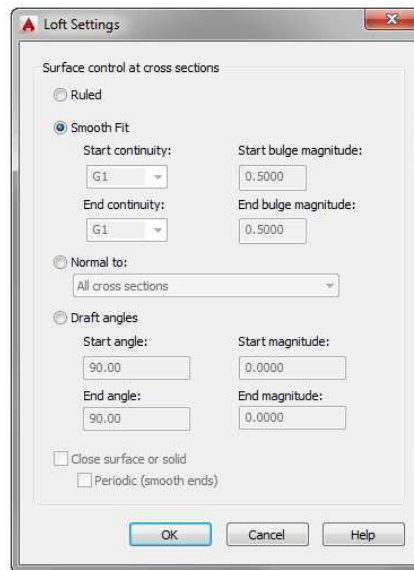 Loft Settings
Surface control at cross sections
Ruled
Smooth Fit
Start continuity: Start bulge magnitude:
G1 0.5000
End continuity: End bulge magnitude:
G1 0.5000
Normal to:
All cross sections
Draft angles
Start angle: Start magnitude:
90.00 0.0000
End angle: End magnitude:
90.00 0.0000
Close surface or solid
Periodic (smooth ends)
OK Cancel Help